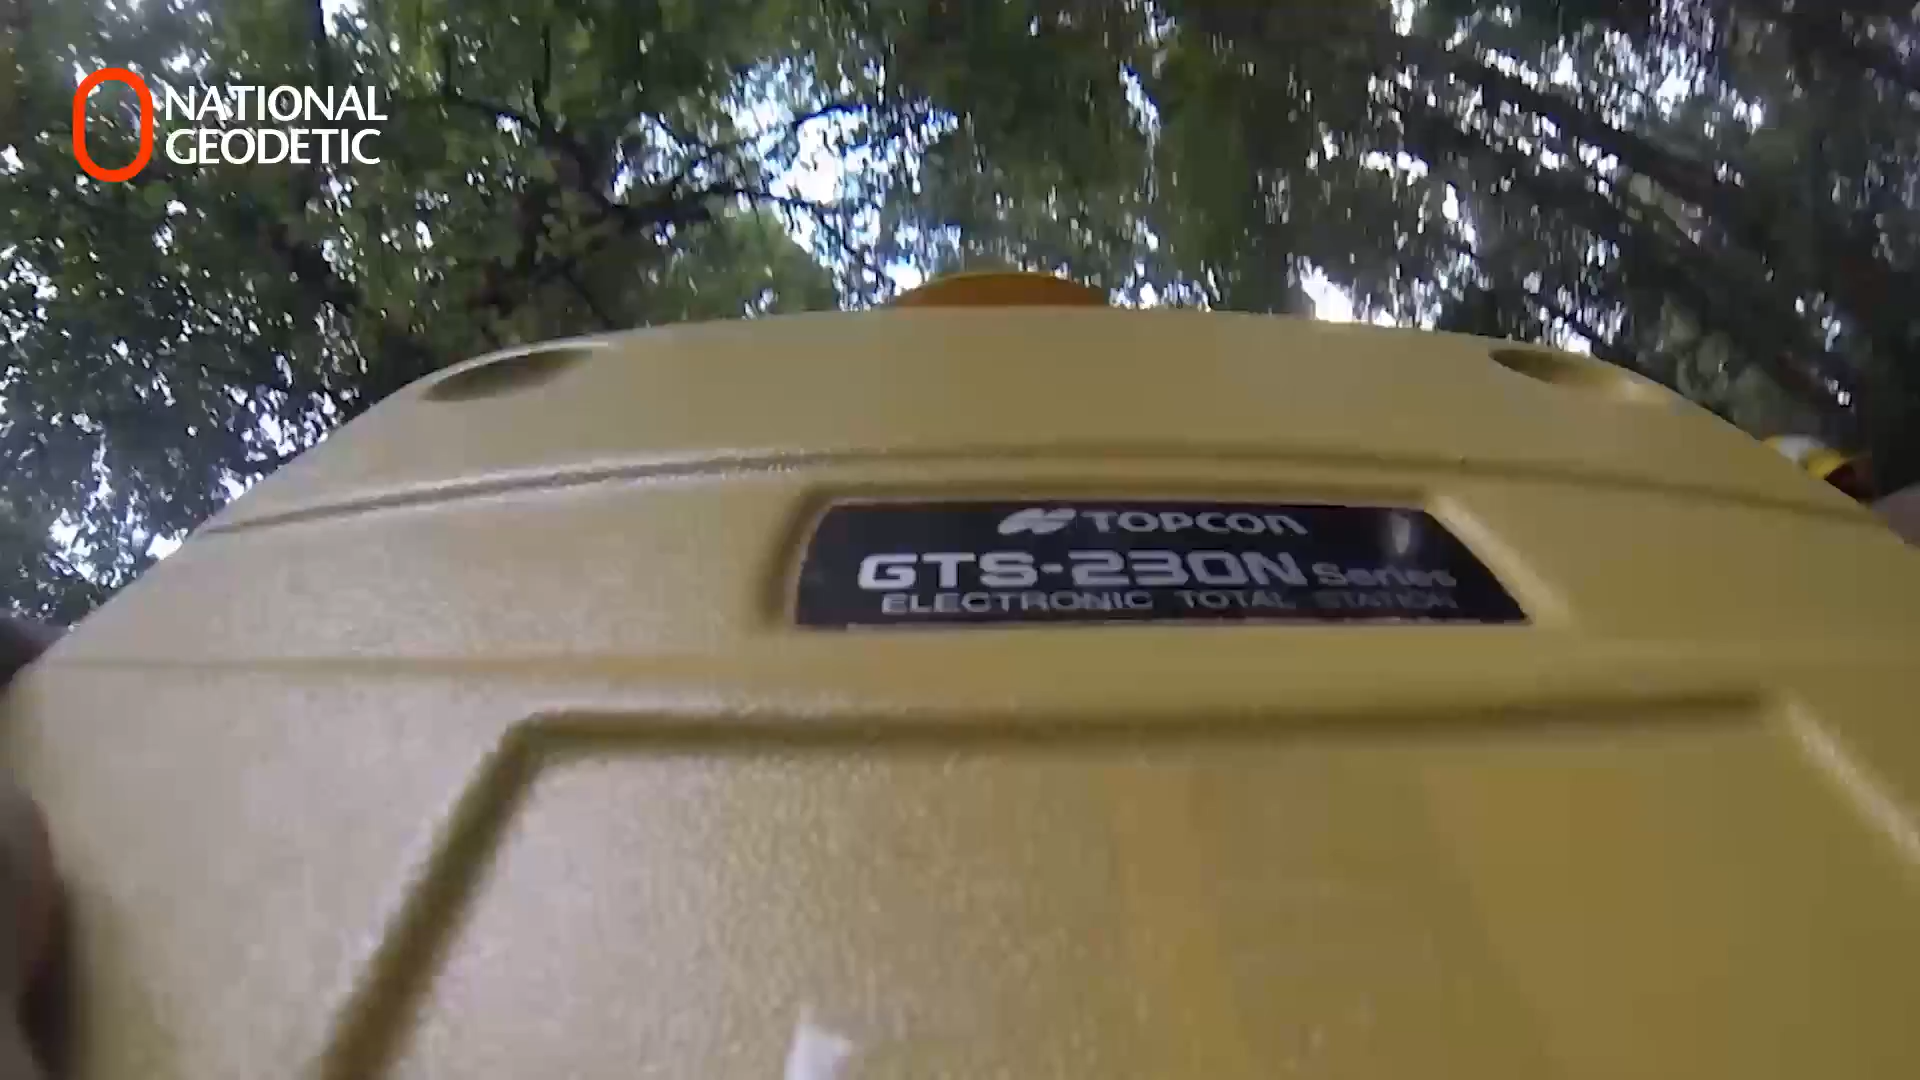 NATIONAL
GEODETIC
TOPCON
GTS-230N Series
ELECTRONIC TOTAL STATION